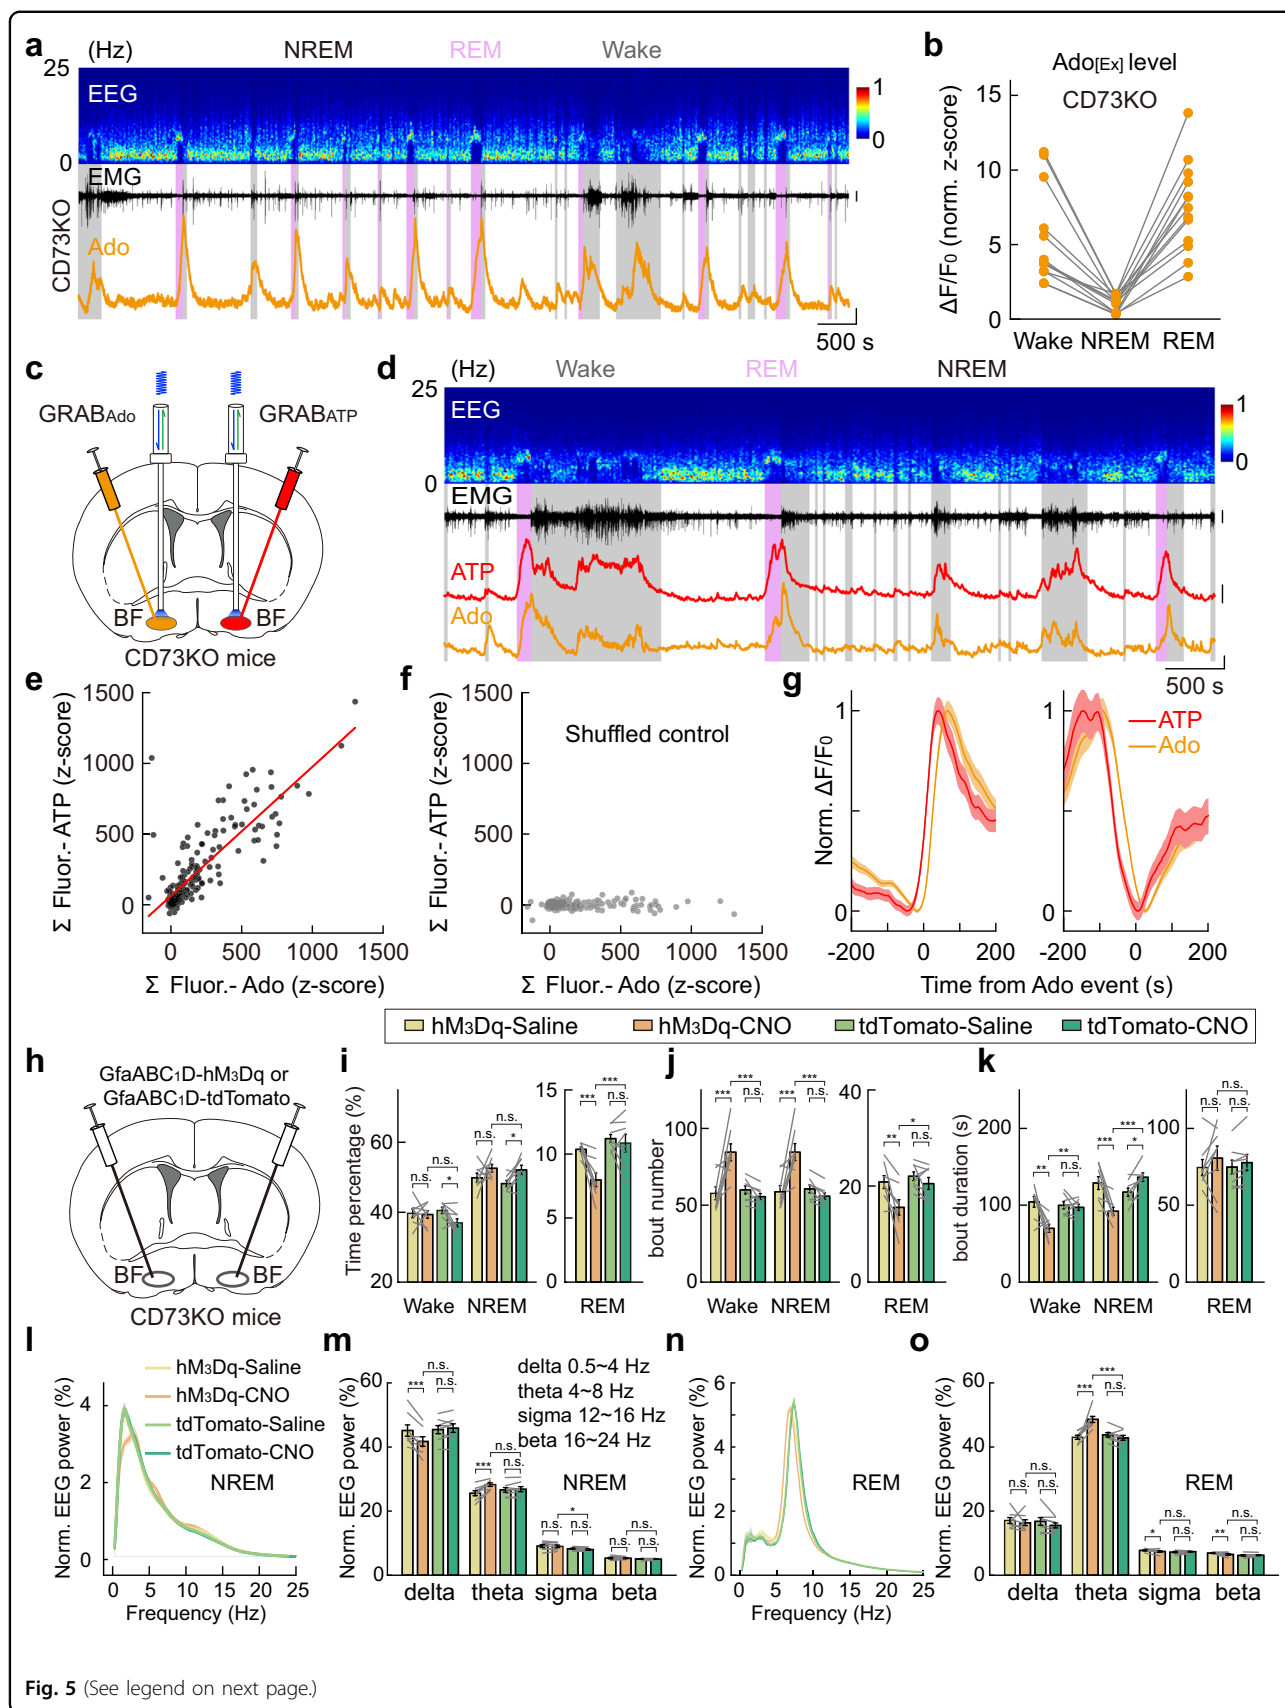 a
(Hz) NREM REM Wake
25
EEG
0
1
0
EMG
CD73KO
Ado
500 s
b
Ado[Ex] level
CD73KO
ΔF/F₀ (norm. z-score)
15
10
5
0
Wake NREM REM
c
GRABAdo GRABATP
BF BF
CD73KO mice
d
(Hz) Wake REM NREM
25
EEG
0
1
0
EMG
ATP
Ado
500 s
e
Σ Fluor.- ATP (z-score)
1500
1000
500
0
0 500 1000 1500
Σ Fluor.- Ado (z-score)
f
Σ Fluor.- ATP (z-score)
1500
1000
500
0
Shuffled control
0 500 1000 1500
Σ Fluor.- Ado (z-score)
g
Norm. ΔF/F₀
1 1
ATP
Ado
1 1
-200 0 200 -200 0 200
Time from Ado event (s)
hM₃Dq-Saline hM₃Dq-CNO tdTomato-Saline tdTomato-CNO
h
GfaABC₁D-hM₃Dq or
GfaABC₁D-tdTomato
BF BF
CD73KO mice
i
Time percentage (%)
60
40
20
n.s.
n.s. n.s. *
n.s. *
Wake NREM
15
10
5
0
***
*** n.s.
REM
j
bout number
100
50
0
*** ***
*** n.s. *** n.s.
Wake NREM
40
20
0
*
** n.s.
REM
k
bout duration (s)
200
100
0
***
** *** *
** n.s.
Wake NREM
100
50
0
n.s.
n.s. n.s.
REM
l
hM₃Dq-Saline
hM₃Dq-CNO
tdTomato-Saline
tdTomato-CNO
NREM
Norm. EEG power (%)
4
2
0
0 5 10 15 20 25
Frequency (Hz)
m
Norm. EEG power (%)
60
40
20
0
delta 0.5~4 Hz
theta 4~8 Hz
sigma 12~16 Hz
beta 16~24 Hz
NREM
n.s.
*** n.s.
n.s.
*** n.s.
*
n.s. n.s.
n.s.
n.s. n.s.
delta theta sigma beta
n
Norm. EEG power (%)
REM
4
2
0
0 5 10 15 20 25
Frequency (Hz)
o
Norm. EEG power (%)
60
40
20
0
REM
n.s.
n.s. n.s.
***
*** n.s.
n.s.
* n.s.
n.s.
** n.s.
delta theta sigma beta
Fig. 5 (See legend on next page.)